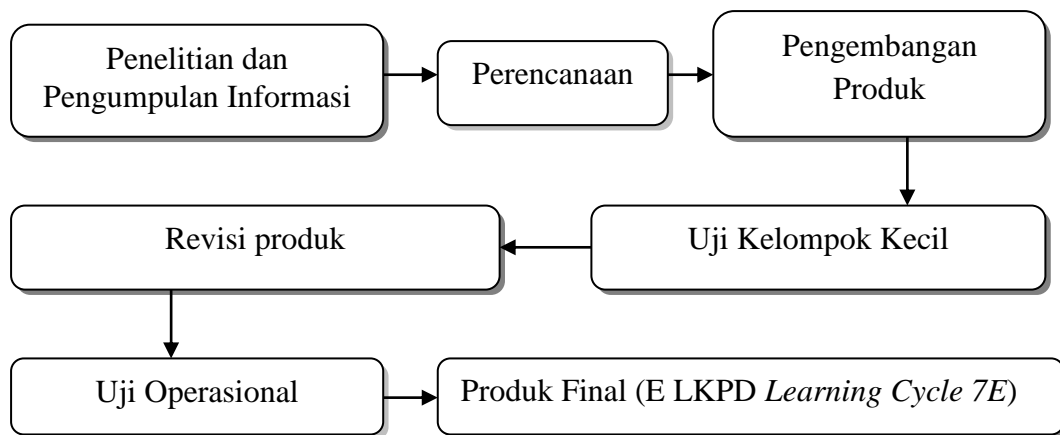 Penelitian dan
Pengumpulan Informasi
Perencanaan
Pengembangan
Produk
Uji Kelompok Kecil
Revisi produk
Uji Operasional
Produk Final (E LKPD Learning Cycle 7E)